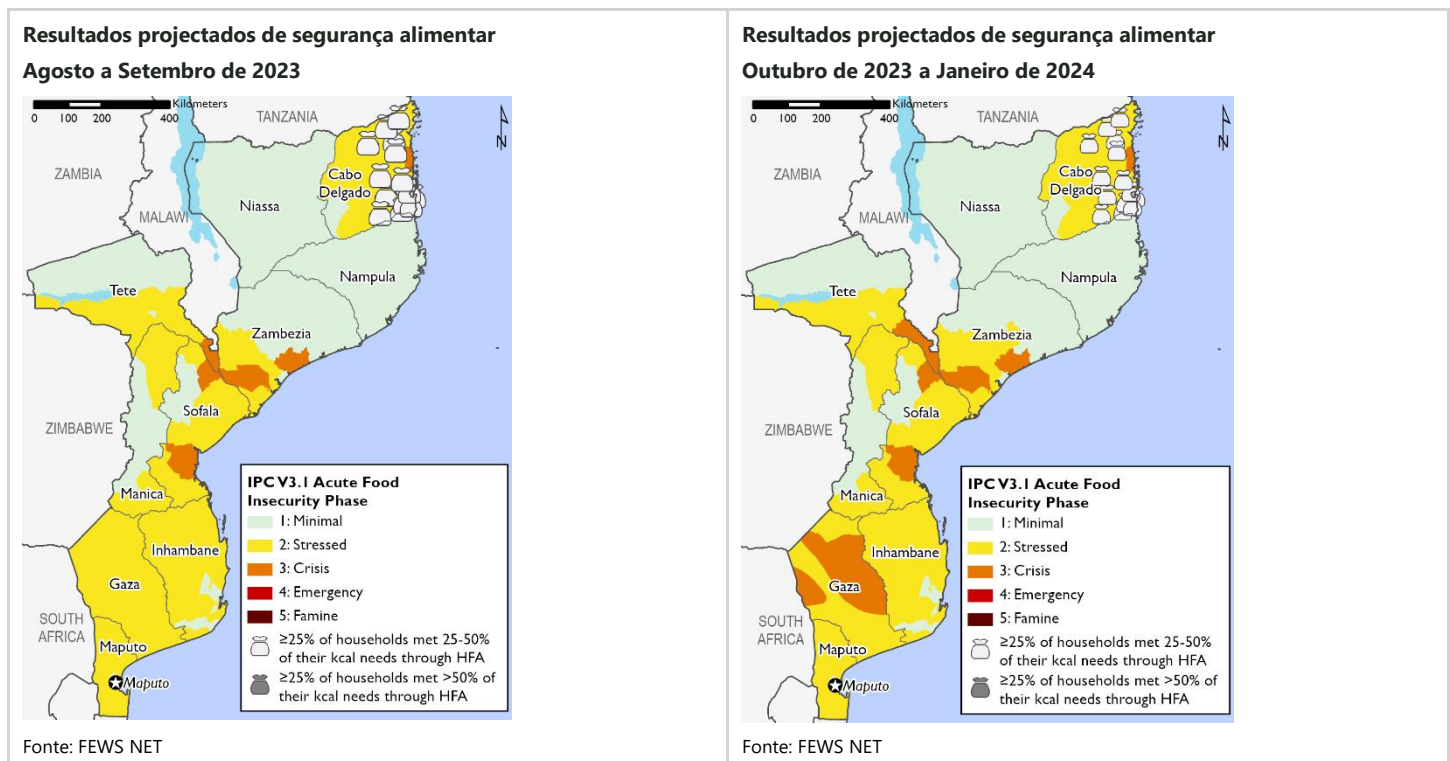 Resultados projectados de segurança alimentar
Agosto a Setembro de 2023
Kilometers
0 100 200 400
TANZANIA
N
ZAMBIA
Cabo
Delgado
Niassa
MALAWI
Nampula
Tete
Zambezia
Sofala
ZIMBABWE
Manica
Inhambane
Gaza
SOUTH
AFRICA
Maputo
Maputo
IPC V3.1 Acute Food
Insecurity Phase
1: Minimal
2: Stressed
3: Crisis
4: Emergency
5: Famine
≥25% of households met 25-50%
of their kcal needs through HFA
≥25% of households met >50% of
their kcal needs through HFA
Fonte: FEWS NET
Resultados projectados de segurança alimentar
Outubro de 2023 a Janeiro de 2024
Kilometers
0 100 200 400
TANZANIA
N
ZAMBIA
Cabo
Delgado
Niassa
MALAWI
Nampula
Tete
Zambezia
Sofala
ZIMBABWE
Manica
Inhambane
Gaza
SOUTH
AFRICA
Maputo
Maputo
IPC V3.1 Acute Food
Insecurity Phase
1: Minimal
2: Stressed
3: Crisis
4: Emergency
5: Famine
≥25% of households met 25-50%
of their kcal needs through HFA
≥25% of households met >50% of
their kcal needs through HFA
Fonte: FEWS NET